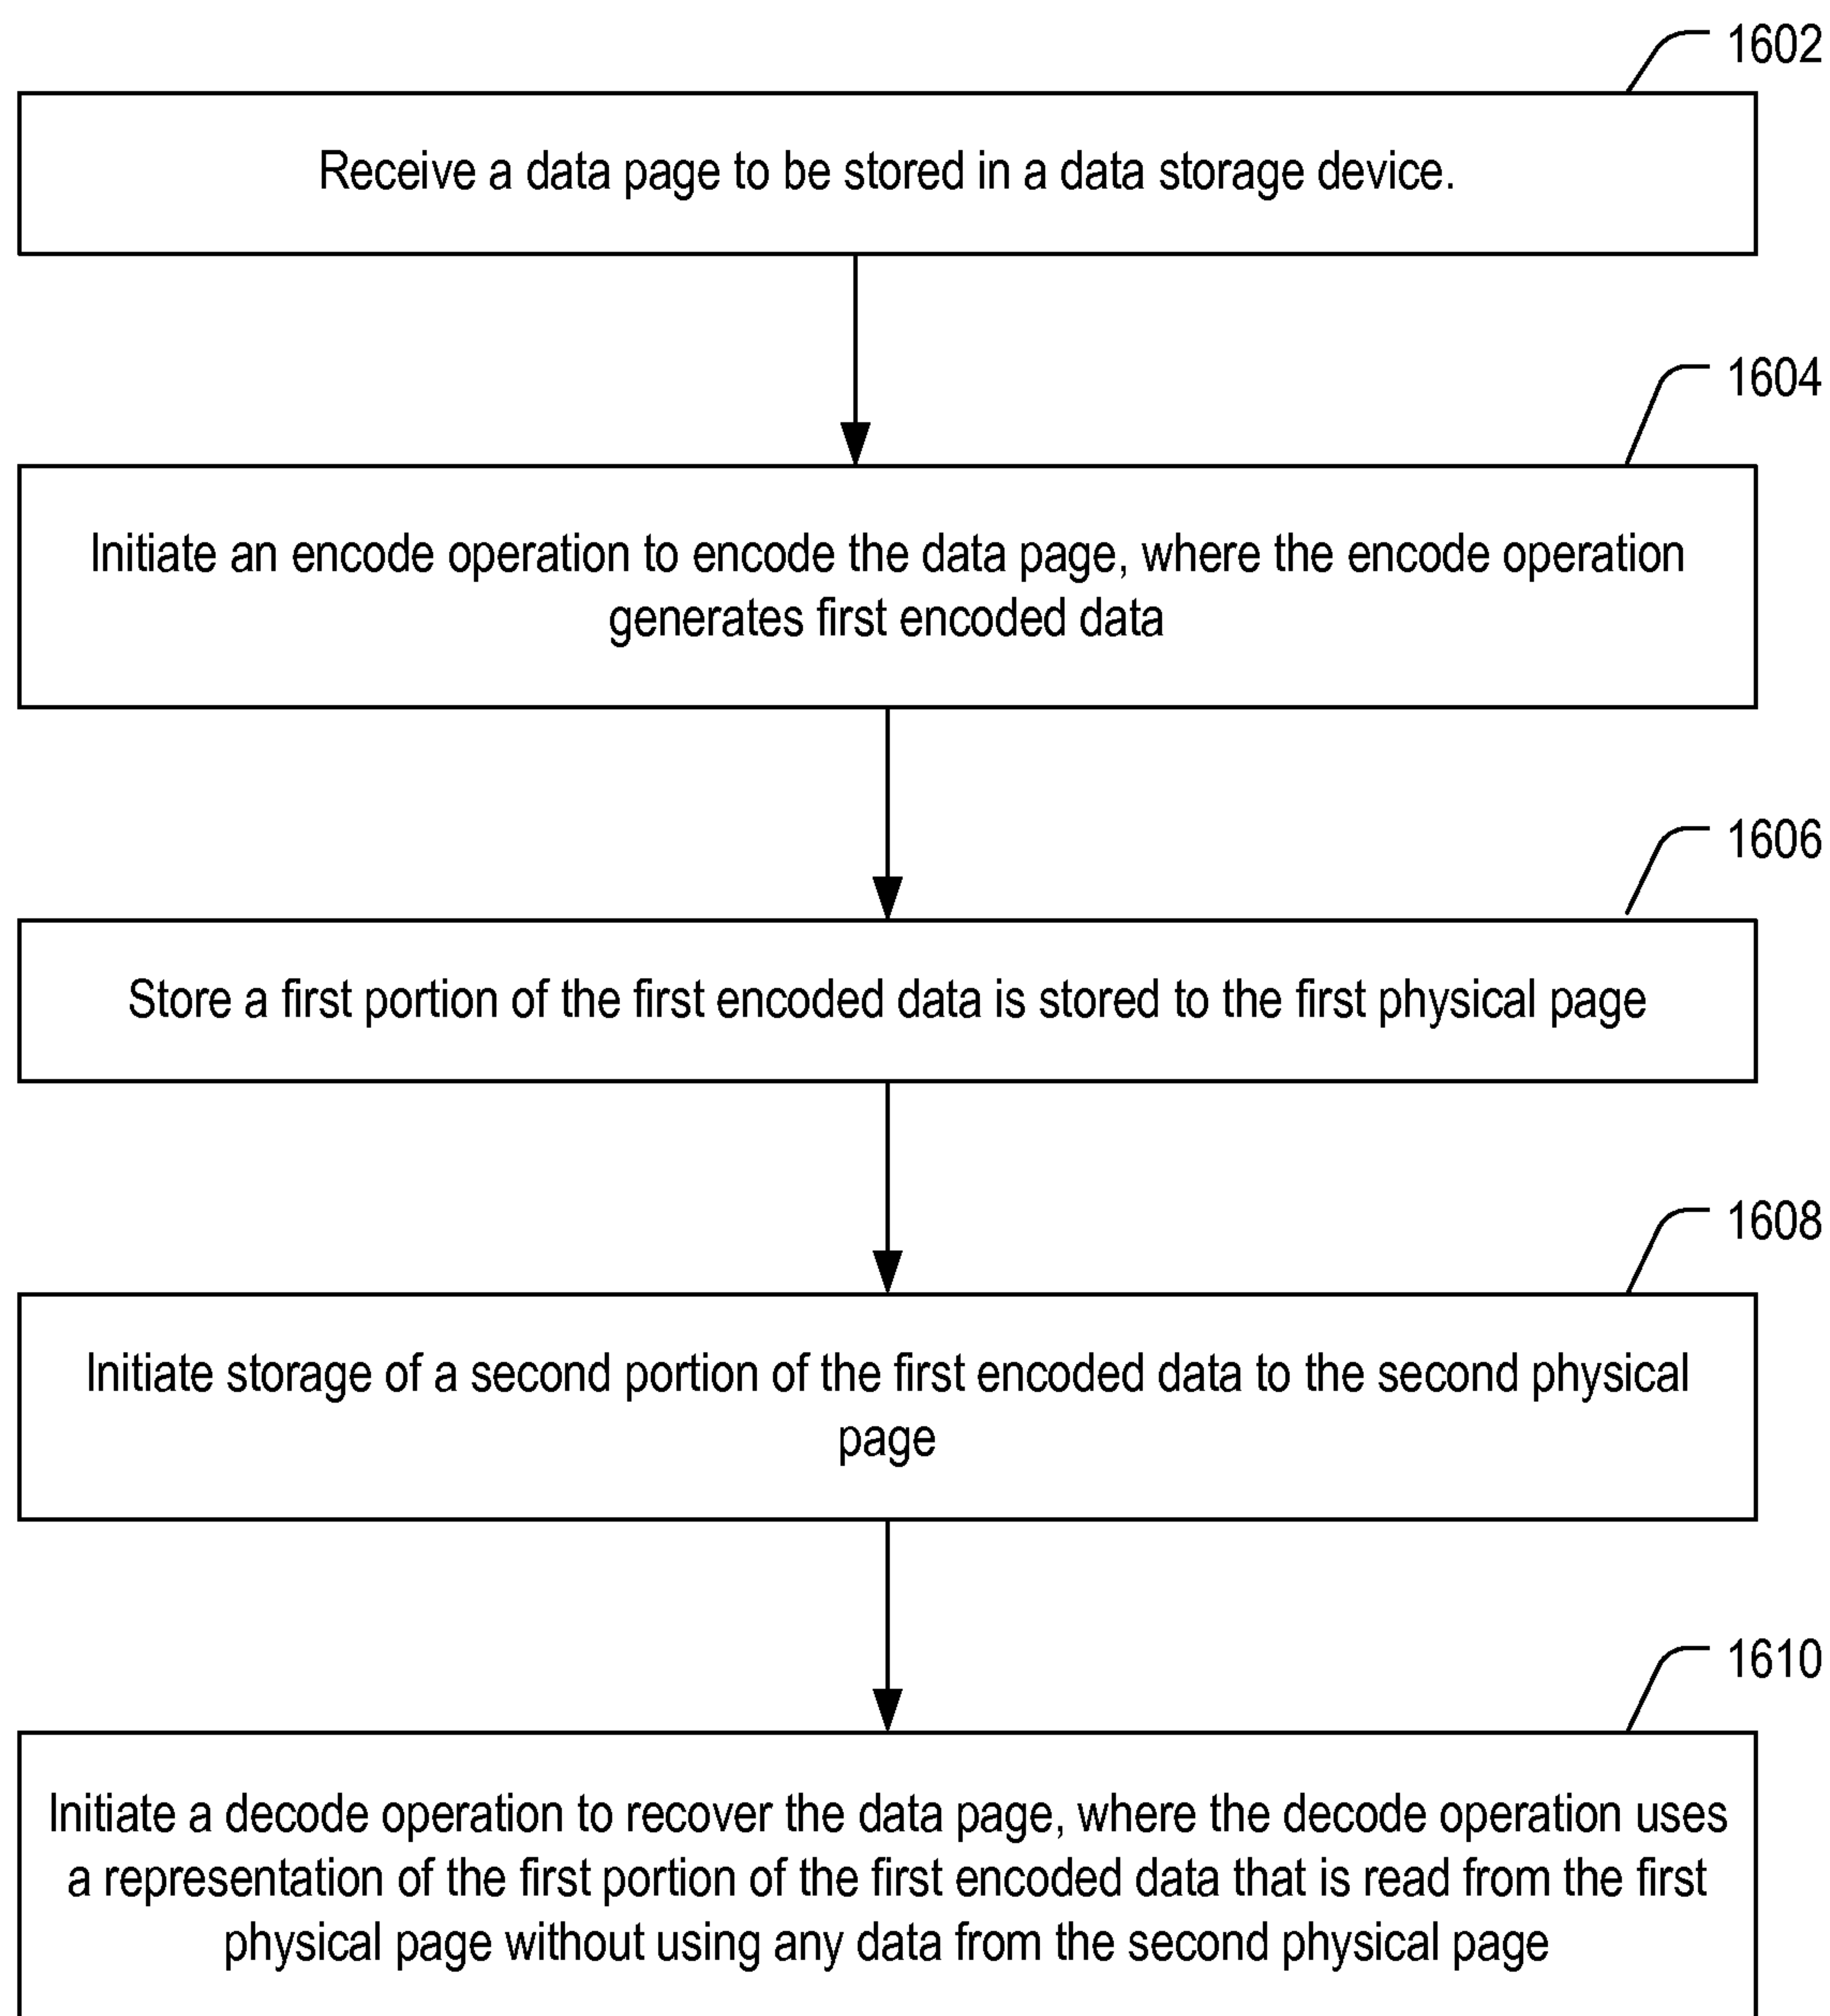 1602
Receive a data page to be stored in a data storage device.
1604
Initiate an encode operation to encode the data page, where the encode operation
generates first encoded data
1606
Store a first portion of the first encoded data is stored to the first physical page
1608
Initiate storage of a second portion of the first encoded data to the second physical
page
1610
Initiate a decode operation to recover the data page, where the decode operation uses
a representation of the first portion of the first encoded data that is read from the first
physical page without using any data from the second physical page